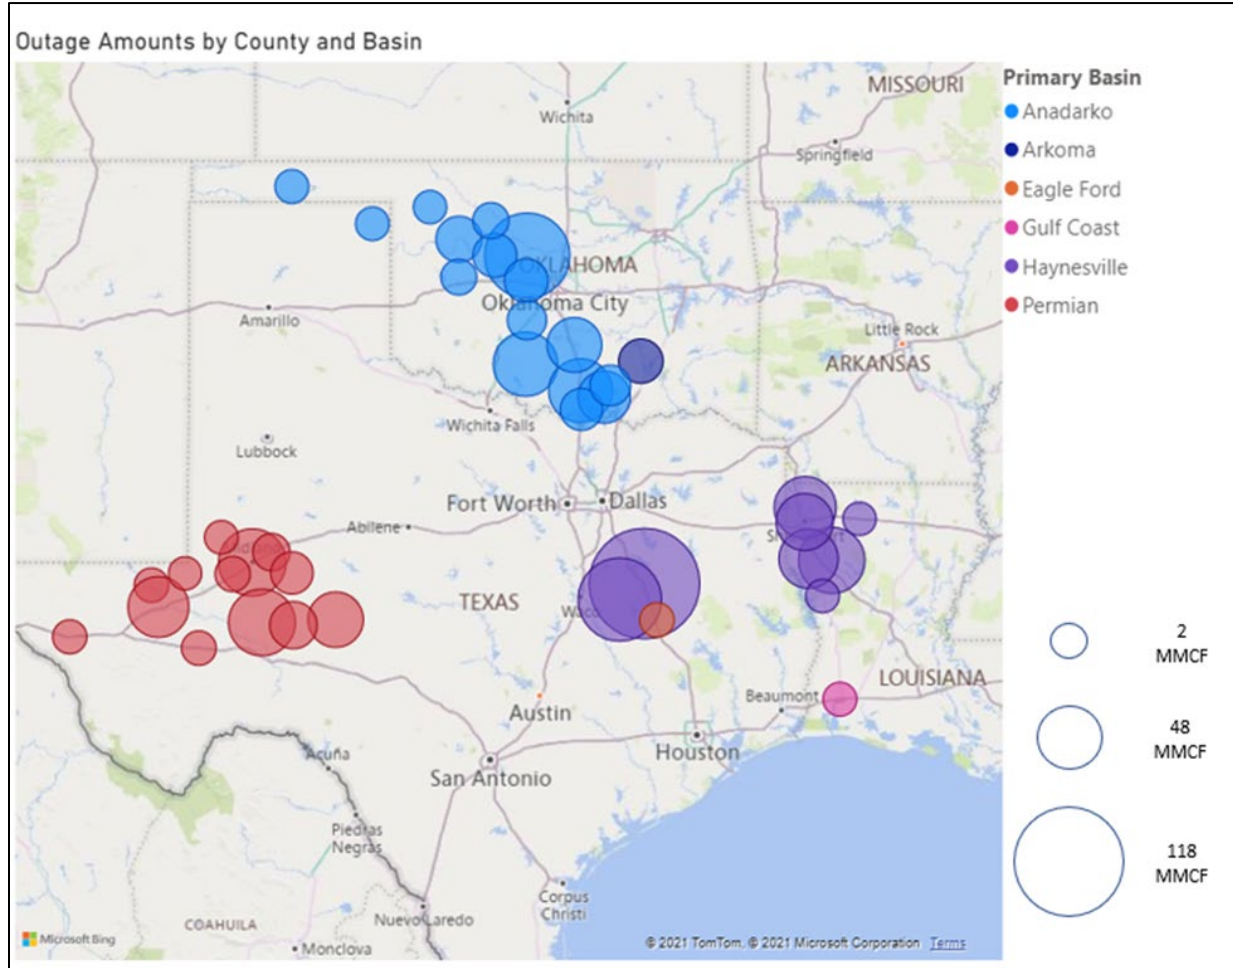 Outage Amounts by County and Basin
Primary Basin
Anadarko
Arkoma
Eagle Ford
Gulf Coast
Haynesville
Permian
MISSOURI
Wichita
Springfield
OKLAHOMA
Oklahoma City
Amarillo
Little Rock
ARKANSAS
Wichita Falls
Lubbock
Fort Worth
Dallas
Abilene
TEXAS
Waco
LOUISIANA
Beaumont
Austin
Houston
San Antonio
Acuña
Piedras
Negras
Corpus
Christi
Nuevo Laredo
COAHUILA
Monclova
2
MMCF
48
MMCF
118
MMCF
Microsoft Bing
© 2021 TomTom, © 2021 Microsoft Corporation Terms